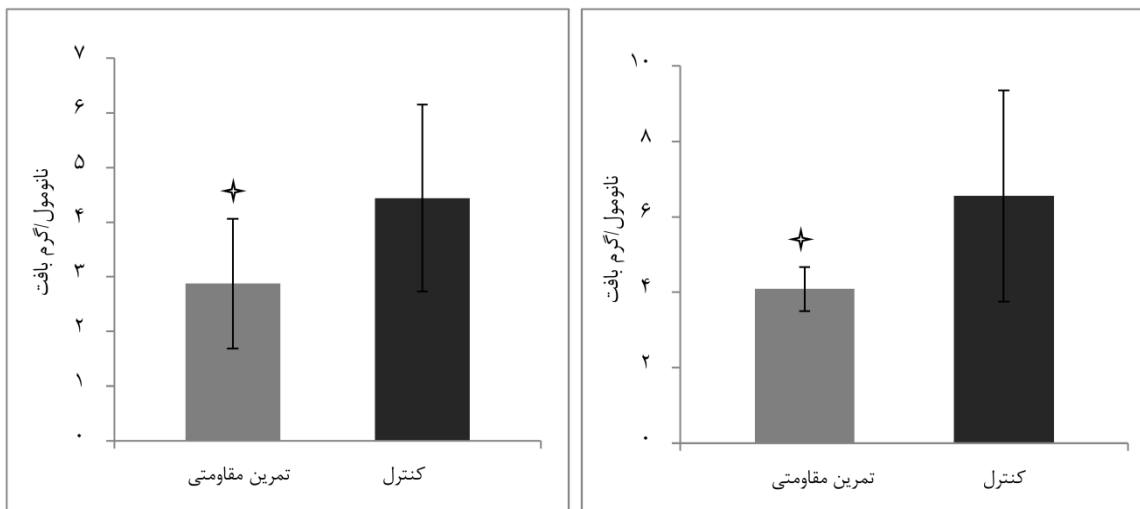 ۷
۶
۵
۴
۳
۲
۱
۰
نانومول/گرم بافت
تمرین مقاومتی
کنترل
۱۰
۸
۶
۴
۲
۰
نانومول/گرم بافت
تمرین مقاومتی
کنترل